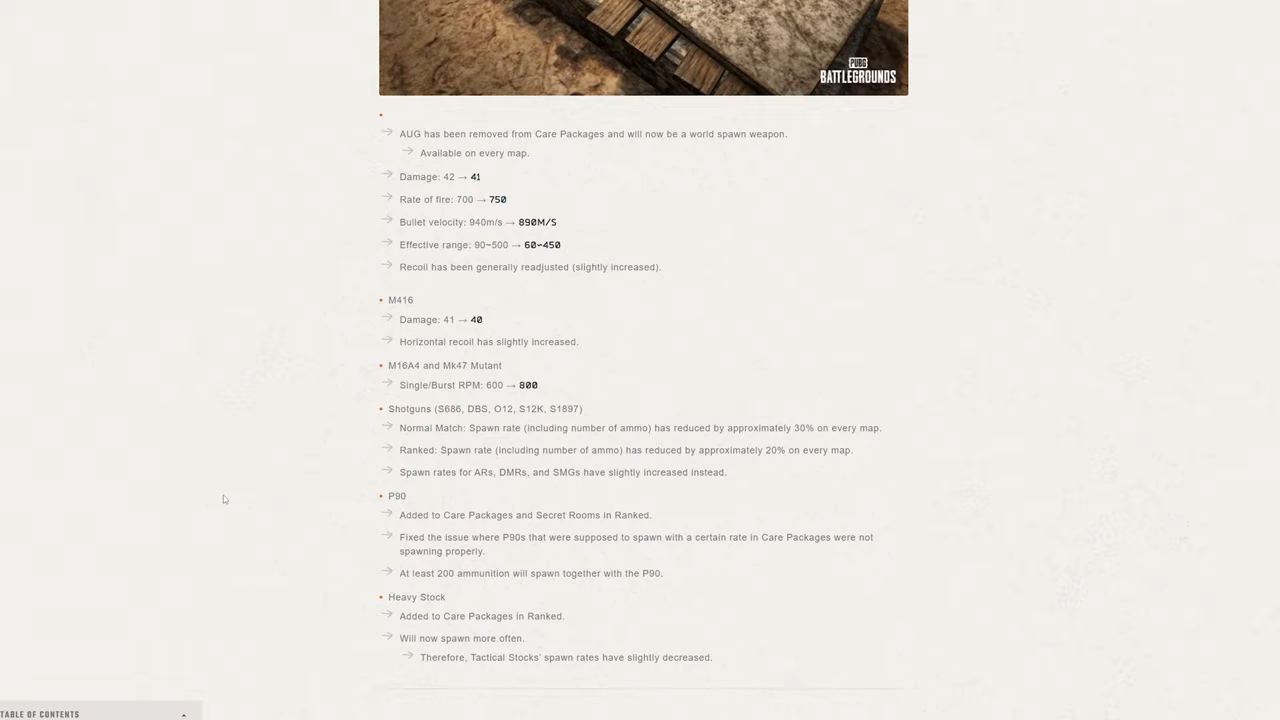 PUBG
BATTLEGROUNDS
AUG has been removed from Care Packages and will now be a world spawn weapon.
Available on every map.
Damage: 42 → 41
Rate of fire: 700 → 750
Bullet velocity: 940m/s → 890M/S
Effective range: 90~500 → 60~450
Recoil has been generally readjusted (slightly increased).
M416
Damage: 41 → 40
Horizontal recoil has slightly increased.
M16A4 and Mk47 Mutant
Single/Burst RPM: 600 → 800
Shotguns (S686, DBS, O12, S12K, S1897)
Normal Match: Spawn rate (including number of ammo) has reduced by approximately 30% on every map.
Ranked: Spawn rate (including number of ammo) has reduced by approximately 20% on every map.
Spawn rates for ARs, DMRs, and SMGs have slightly increased instead.
P90
Added to Care Packages and Secret Rooms in Ranked.
Fixed the issue where P90s that were supposed to spawn with a certain rate in Care Packages were not
spawning properly.
At least 200 ammunition will spawn together with the P90.
Heavy Stock
Added to Care Packages in Ranked.
Will now spawn more often.
Therefore, Tactical Stocks' spawn rates have slightly decreased.
TABLE OF CONTENTS